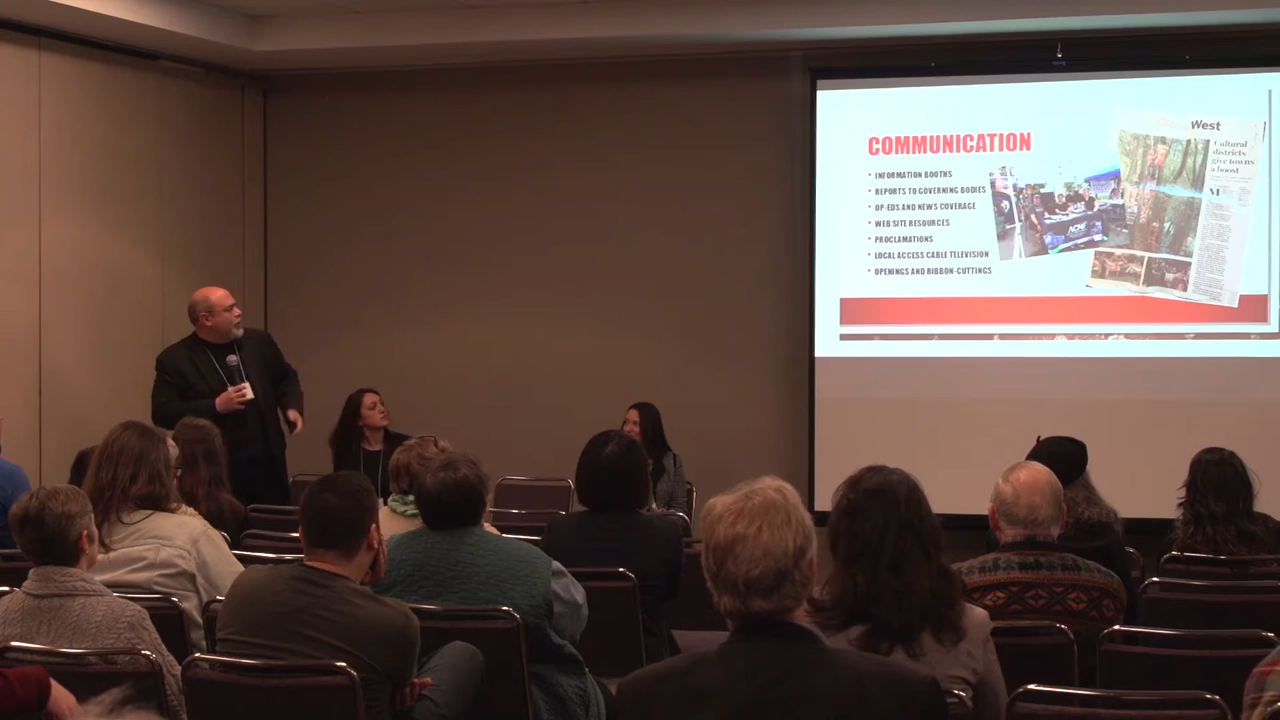 COMMUNICATION
INFORMATION BOOTHS
REPORTS TO GOVERNING BODIES
OP-EDS AND NEWS COVERAGE
WEB SITE RESOURCES
PROCLAMATIONS
LOCAL ACCESS CABLE TELEVISION
OPENINGS AND RIBBON-CUTTINGS
West
Cultural
districts
give towns
a boost